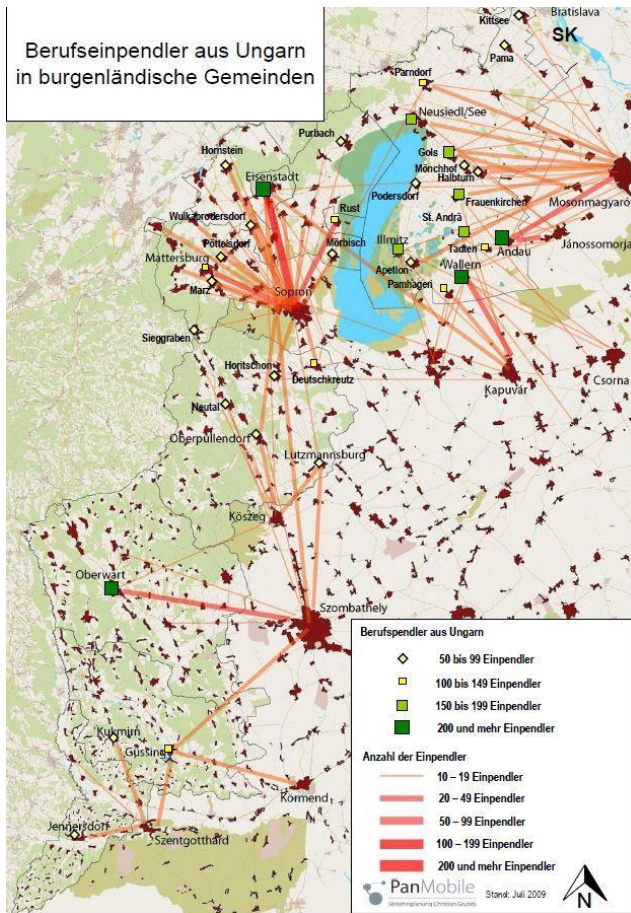 Berufseinpendler aus Ungarn
in burgenländische Gemeinden
Kittsee
Bratislava
SK
Pama
Parndorf
Neusiedl/See
Purbach
Hornstein
Gols
Mönchhof
Halbturn
Eisenstadt
Podersdorf
Frauenkirchen
Mosonmagyaró
Rust
Wulkaprodersdorf
St. Andrä
Illmitz
Mörbisch
Tadten
Andau
Jánossomorja
Pöttelsdorf
Mattersburg
Apetlon
Wallern
Marz
Sopron
Pamhagen
Sieggraben
Horitschon
Deutschkreutz
Kapuvár
Csorna
Neutal
Oberpullendorf
Lutzmannsburg
Köszeg
Oberwart
Szombathely
Kukmirn
Güssing
Körmend
Jennersdorf
Szentgotthard
Berufspendler aus Ungarn
50 bis 99 Einpendler
100 bis 149 Einpendler
150 bis 199 Einpendler
200 und mehr Einpendler
Anzahl der Einpendler
10 – 19 Einpendler
20 – 49 Einpendler
50 – 99 Einpendler
100 – 199 Einpendler
200 und mehr Einpendler
PanMobile
Verkehrsplanung Christian Grubits
Stand: Juli 2009
N